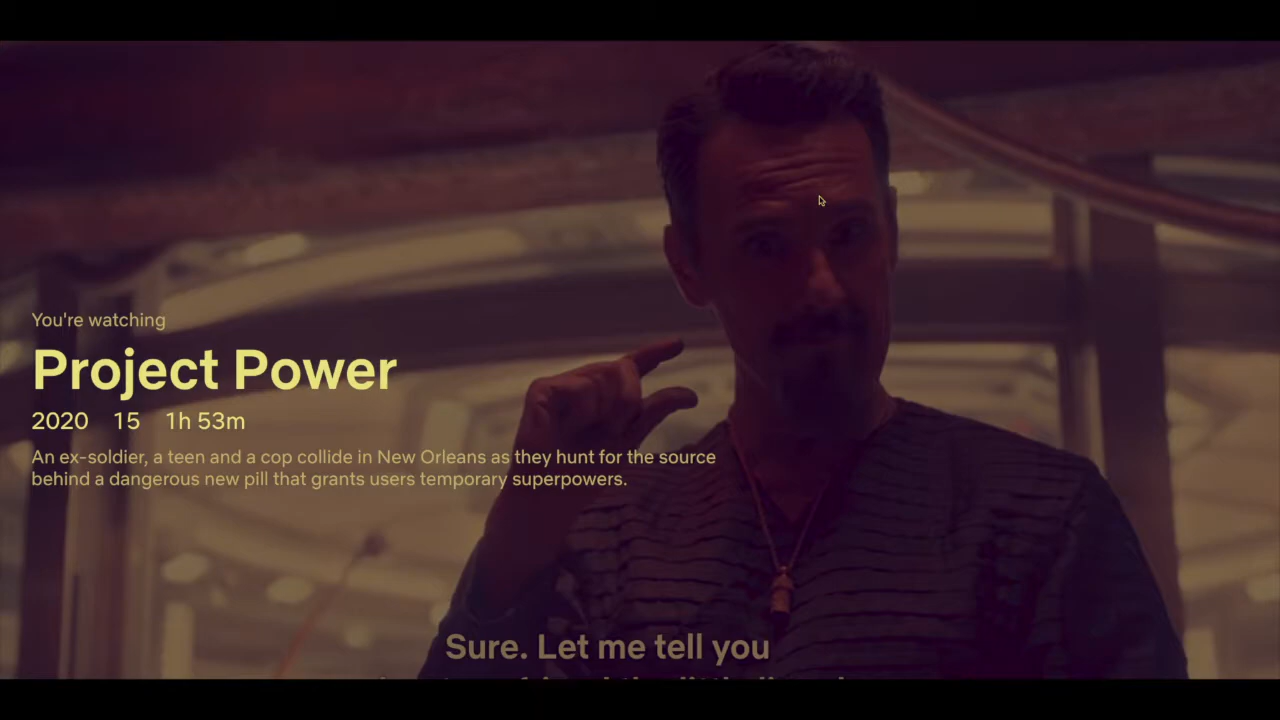 You're watching
Project Power
2020 15 1h 53m
An ex-soldier, a teen and a cop collide in New Orleans as they hunt for the source
behind a dangerous new pill that grants users temporary superpowers.
Sure. Let me tell you